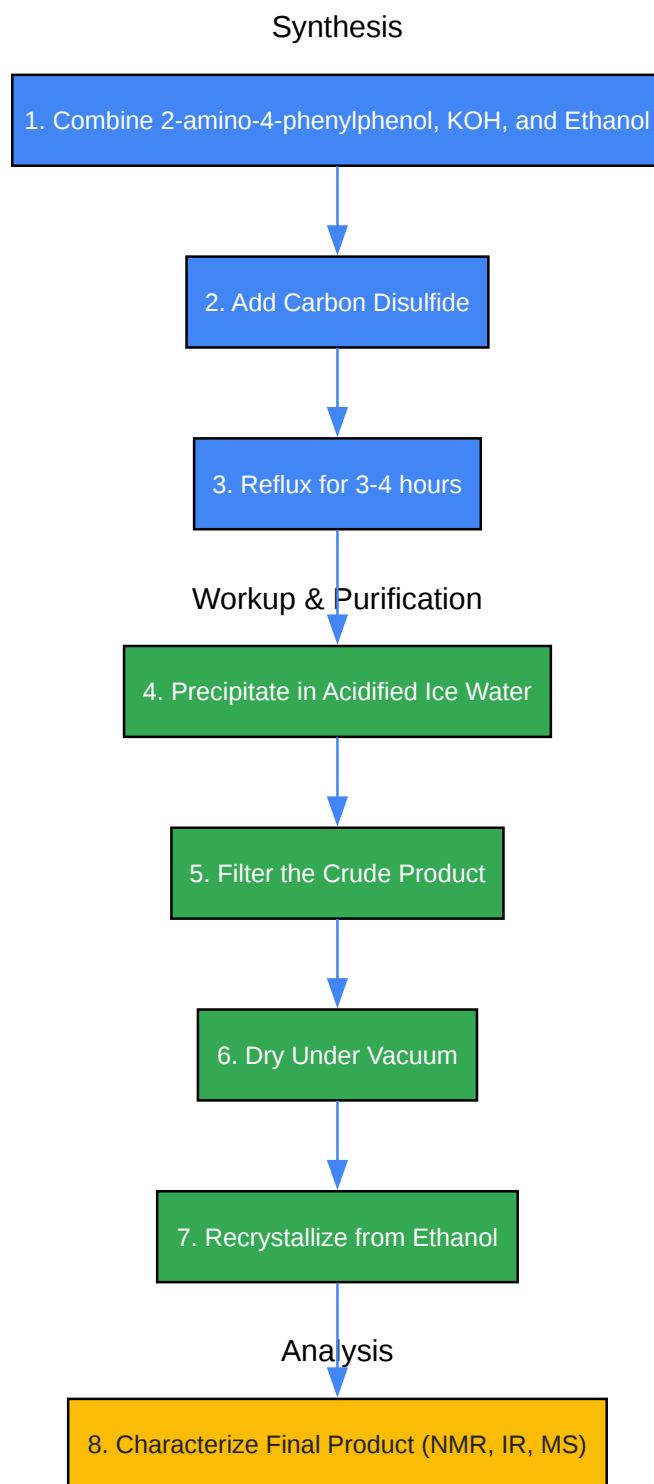 Synthesis
1. Combine 2-amino-4-phenylphenol, KOH, and Ethanol
2. Add Carbon Disulfide
3. Reflux for 3-4 hours
Workup & Purification
4. Precipitate in Acidified Ice Water
5. Filter the Crude Product
6. Dry Under Vacuum
7. Recrystallize from Ethanol
Analysis
8. Characterize Final Product (NMR, IR, MS)